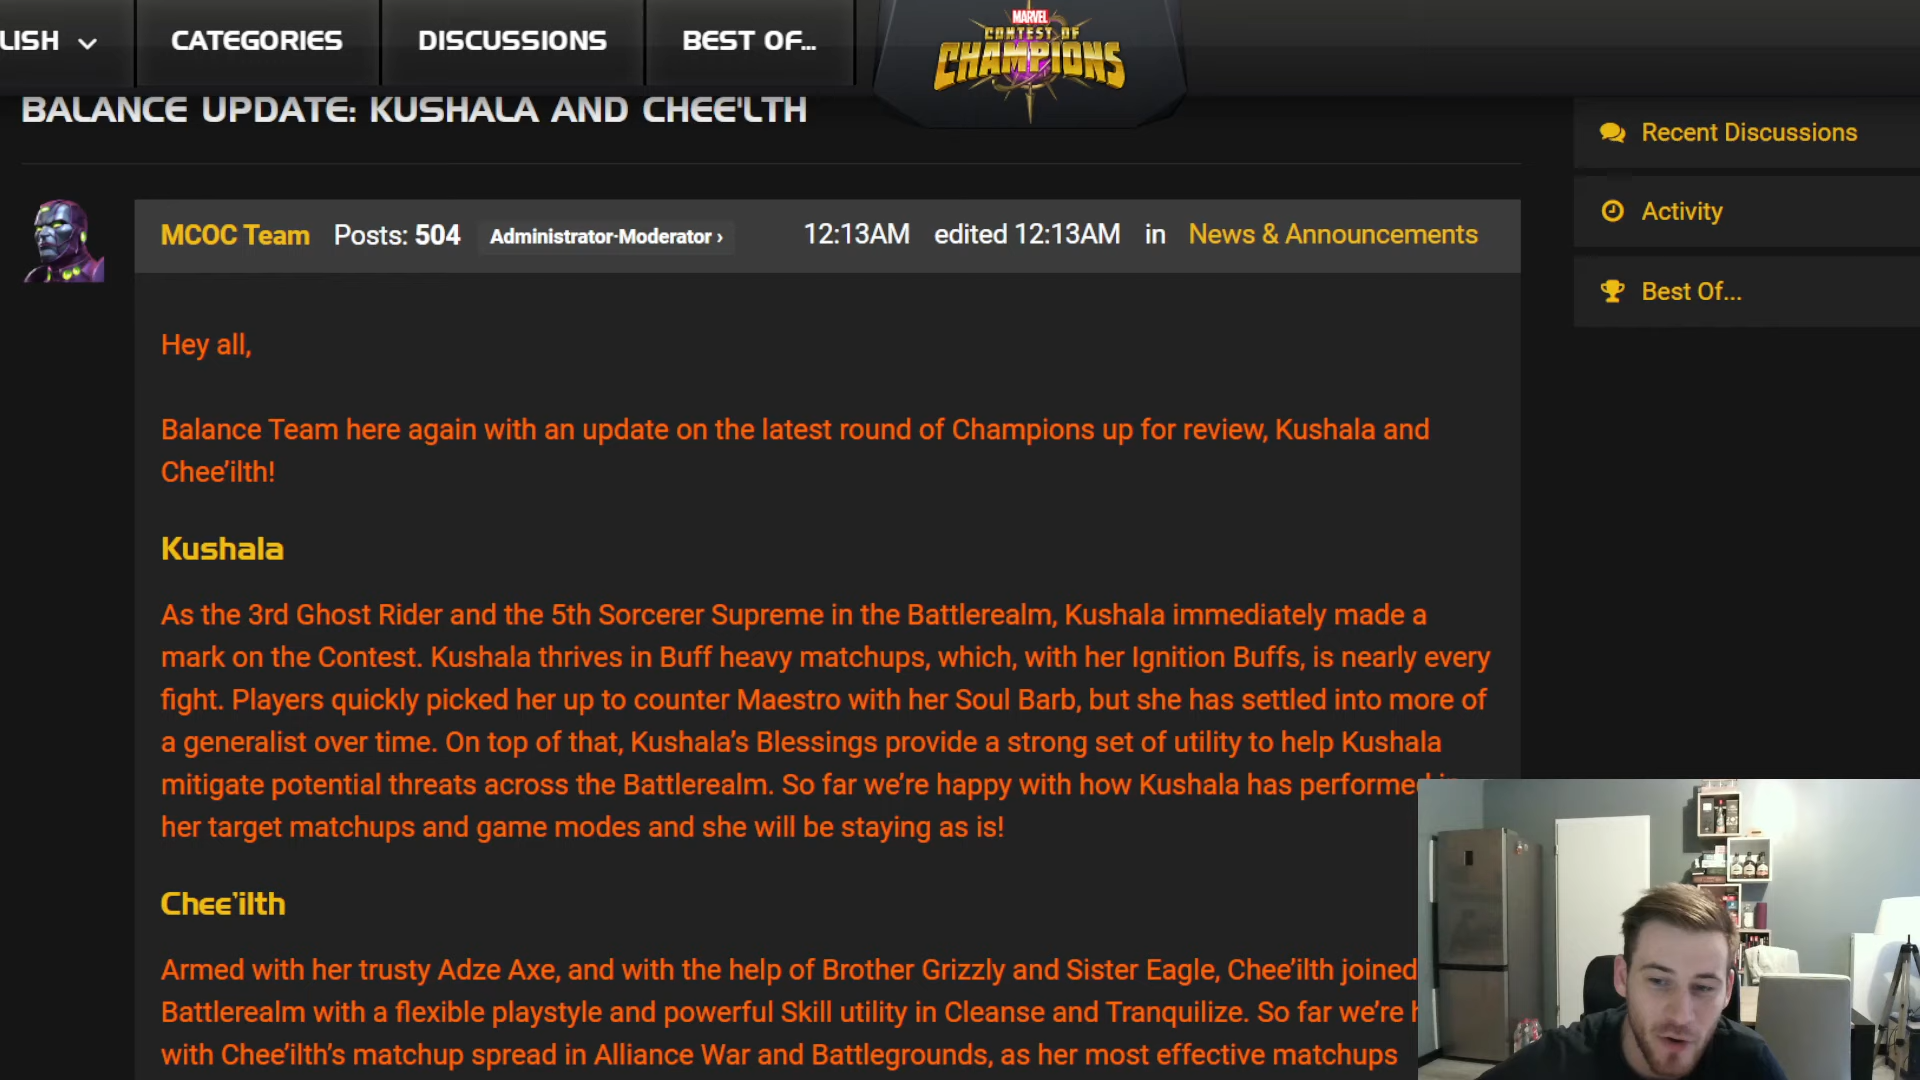 LISH
CATEGORIES
DISCUSSIONS
BEST OF...
MARVEL
CONTEST OF
CHAMPIONS
BALANCE UPDATE: KUSHALA AND CHEE'LTH
Recent Discussions
Activity
Best Of...
MCOC Team Posts: 504 Administrator·Moderator › 12:13AM edited 12:13AM in News & Announcements
Hey all,
Balance Team here again with an update on the latest round of Champions up for review, Kushala and
Chee’ilth!
Kushala
As the 3rd Ghost Rider and the 5th Sorcerer Supreme in the Battlerealm, Kushala immediately made a
mark on the Contest. Kushala thrives in Buff heavy matchups, which, with her Ignition Buffs, is nearly every
fight. Players quickly picked her up to counter Maestro with her Soul Barb, but she has settled into more of
a generalist over time. On top of that, Kushala’s Blessings provide a strong set of utility to help Kushala
mitigate potential threats across the Battlerealm. So far we’re happy with how Kushala has performed
her target matchups and game modes and she will be staying as is!
Chee’ilth
Armed with her trusty Adze Axe, and with the help of Brother Grizzly and Sister Eagle, Chee’ilth joined
Battlerealm with a flexible playstyle and powerful Skill utility in Cleanse and Tranquilize. So far we’re
with Chee’ilth’s matchup spread in Alliance War and Battlegrounds, as her most effective matchups